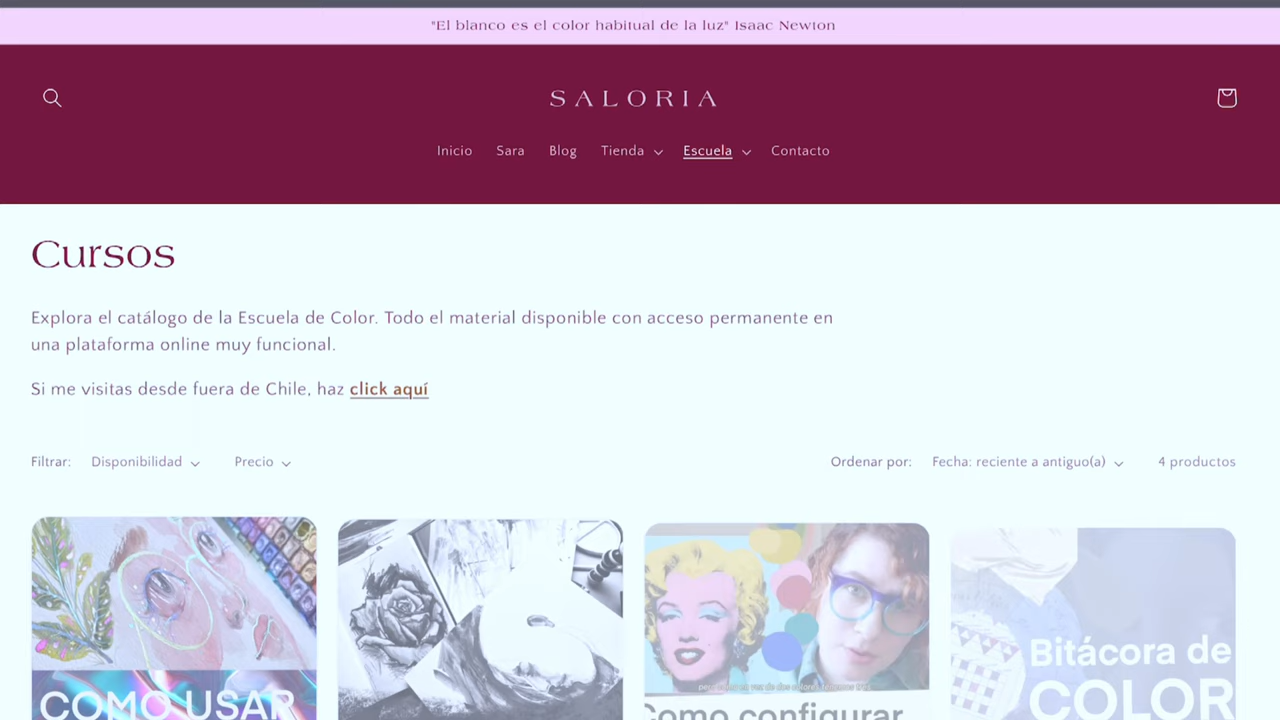 "El blanco es el color habitual de la luz" Isaac Newton
SALORIA
Inicio Sara Blog Tienda Escuela Contacto
Cursos
Explora el catálogo de la Escuela de Color. Todo el material disponible con acceso permanente en
una plataforma online muy funcional.
Si me visitas desde fuera de Chile, haz click aquí
Filtrar: Disponibilidad Precio Ordenar por: Fecha: reciente a antiguo(a) 4 productos
COMO USAR
Como configurar
Bitácora de
COLOR